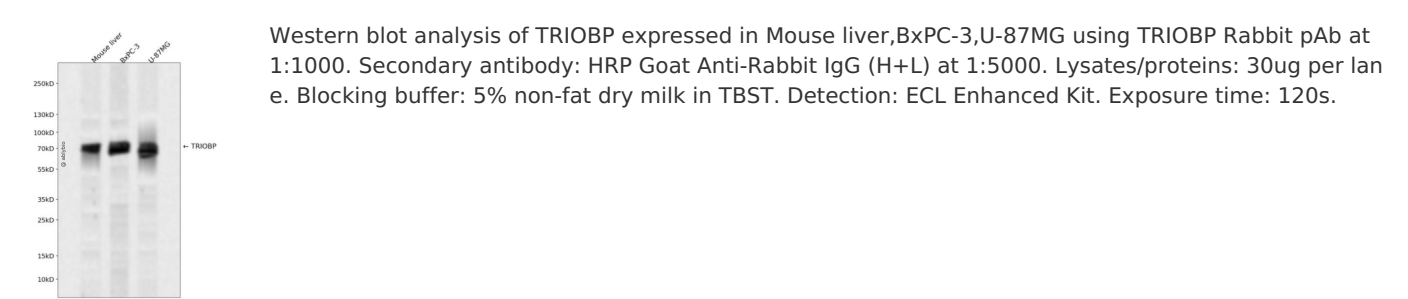 Mouse liver
BxPC-3
U-87MG
250kD
130kD
100kD
70kD
55kD
35kD
25kD
15kD
10kD
← TRIOBP
Western blot analysis of TRIOBP expressed in Mouse liver,BxPC-3,U-87MG using TRIOBP Rabbit pAb at
1:1000. Secondary antibody: HRP Goat Anti-Rabbit IgG (H+L) at 1:5000. Lysates/proteins: 30ug per lan
e. Blocking buffer: 5% non-fat dry milk in TBST. Detection: ECL Enhanced Kit. Exposure time: 120s.